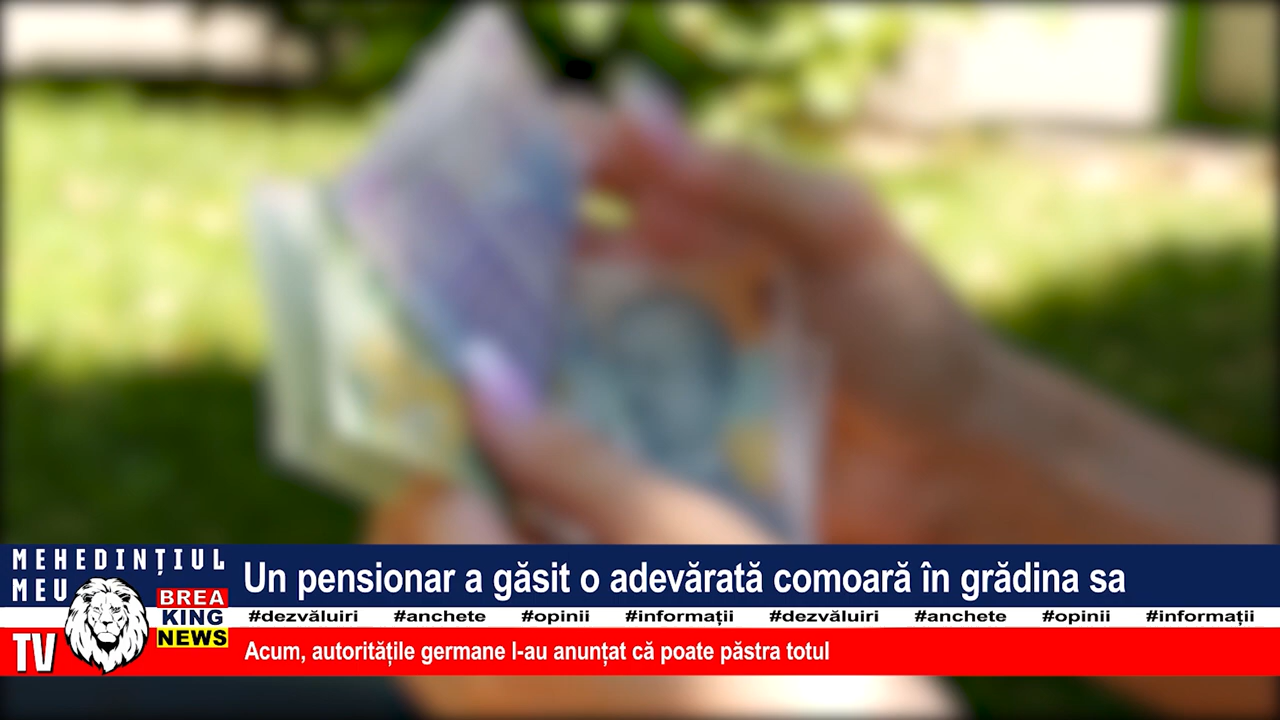 MEHEDINȚIUL
MEU
TV
BREA
KING
NEWS
Un pensionar a găsit o adevărată comoară în grădina sa
#dezvăluiri #anchete #opinii #informații #dezvăluiri #anchete #opinii #informații
Acum, autoritățile germane l-au anunțat că poate păstra totul